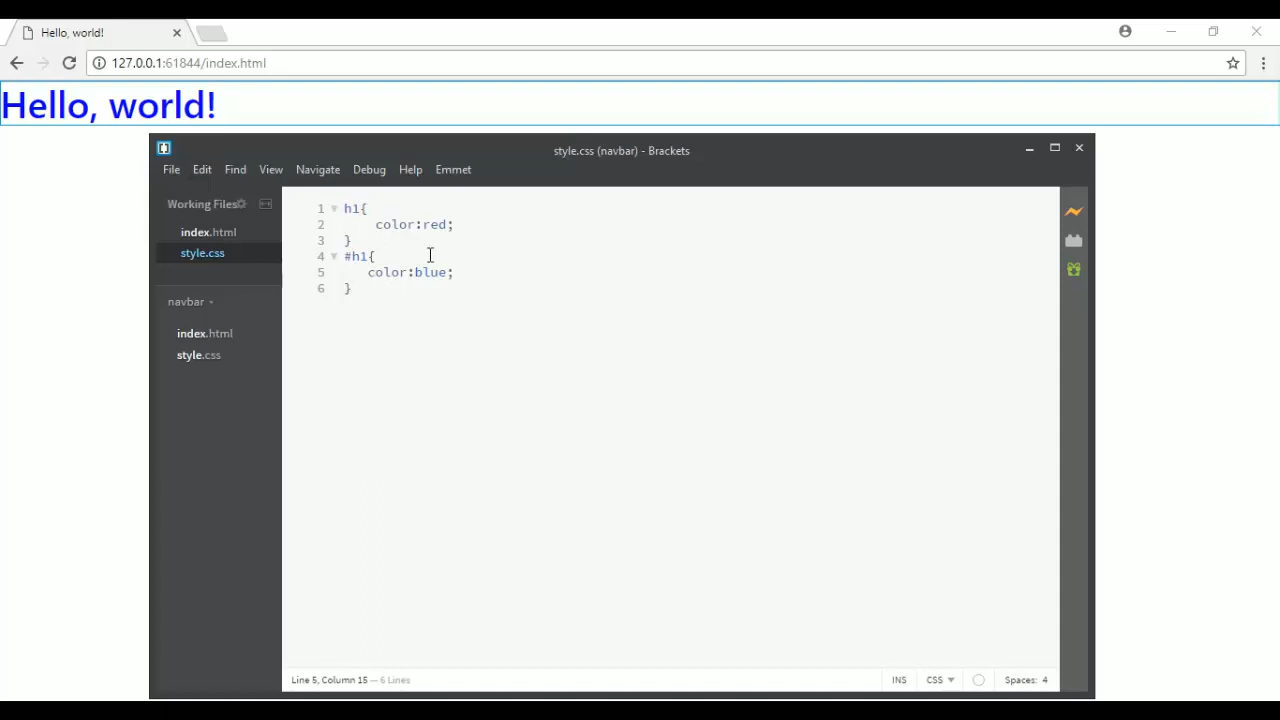 Hello, world!
127.0.0.1:61844/index.html
Hello, world!
style.css (navbar) - Brackets
File Edit Find View Navigate Debug Help Emmet
Working Files
index.html
style.css
navbar
index.html
style.css
1 h1{
2 color:red;
3 }
4 #h1{
5 color:blue;
6 }
Line 5, Column 15 — 6 Lines
INS CSS Spaces: 4